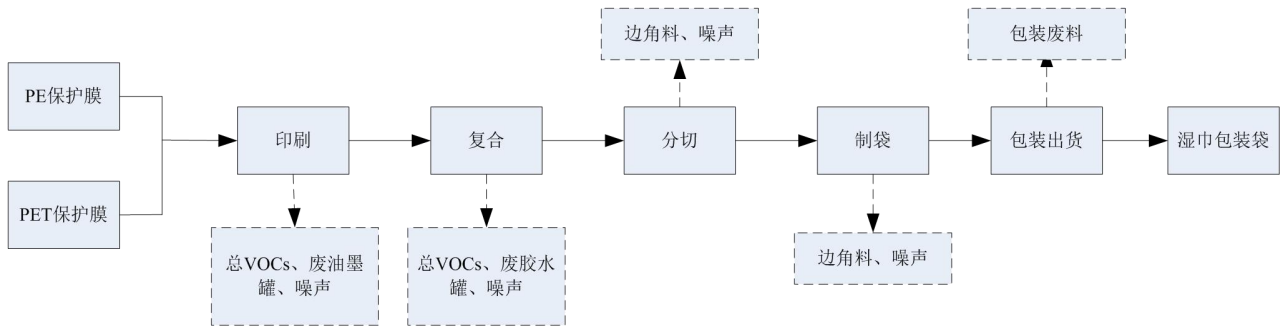 边角料、噪声
包装废料
PE保护膜
印刷
复合
分切
制袋
包装出货
湿巾包装袋
PET保护膜
总VOCs、废油墨
罐、噪声
总VOCs、废胶水
罐、噪声
边角料、噪声